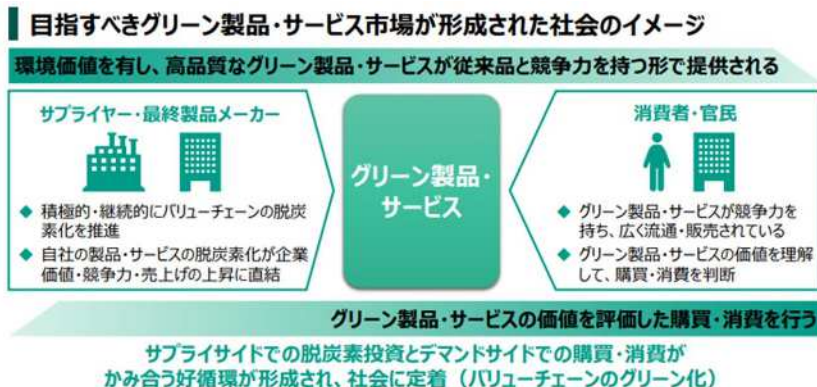 目指すべきグリーン製品・サービス市場が形成された社会のイメージ
環境価値を有し、高品質なグリーン製品・サービスが従来品と競争力を持つ形で提供される
サプライヤー・最終製品メーカー
◆ 積極的・継続的にバリューチェーンの脱炭
素化を推進
◆ 自社の製品・サービスの脱炭素化が企業
価値・競争力・売上げの上昇に直結
グリーン製品・
サービス
消費者・官民
◆ グリーン製品・サービスが競争力を
持ち、広く流通・販売されている
◆ グリーン製品・サービスの価値を理解
して、購買・消費を判断
グリーン製品・サービスの価値を評価した購買・消費を行う
サプライサイドでの脱炭素投資とデマンドサイドでの購買・消費が
かみ合う好循環が形成され、社会に定着（バリューチェーンのグリーン化）